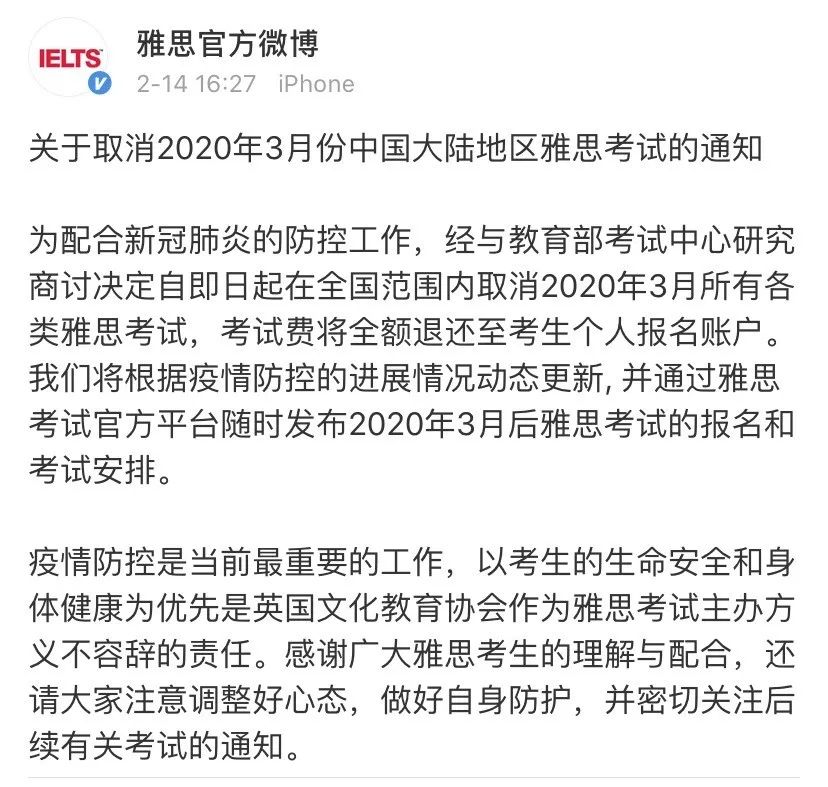 IELTS
雅思官方微博
2-14 16:27 iPhone
关于取消2020年3月份中国大陆地区雅思考试的通知
为配合新冠肺炎的防控工作，经与教育部考试中心研究
商讨决定自即日起在全国范围内取消2020年3月所有各
类雅思考试，考试费将全额退还至考生个人报名账户。
我们将根据疫情防控的进展情况动态更新, 并通过雅思
考试官方平台随时发布2020年3月后雅思考试的报名和
考试安排。
疫情防控是当前最重要的工作，以考生的生命安全和身
体健康为优先是英国文化教育协会作为雅思考试主办方
义不容辞的责任。感谢广大雅思考生的理解与配合，还
请大家注意调整好心态，做好自身防护，并密切关注后
续有关考试的通知。